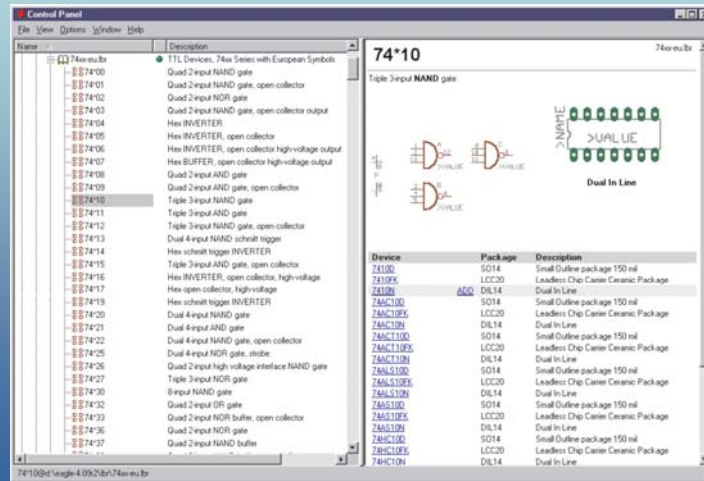 Control Panel
File View Options Window Help
Name Description
74xx-eu.lbr TTL Devices, 74xx Series with European Symbols
74*00 Quad 2-input NAND gate
74*01 Quad 2-input NAND gate, open collector
74*02 Quad 2-input NOR gate
74*03 Quad 2-input NAND gate, open collector output
74*04 Hex INVERTER
74*05 Hex INVERTER, open collector
74*06 Hex INVERTER, open collector high-voltage output
74*07 Hex BUFFER, open collector high-voltage output
74*08 Quad 2-input AND gate
74*09 Quad 2-input AND gate, open collector
74*10 Triple 3-input NAND gate
74*11 Triple 3-input AND gate
74*12 Triple 3-input NAND gate, open collector
74*13 Dual 4-input NAND schmitt trigger
74*14 Hex schmitt trigger INVERTER
74*15 Triple 3-input AND gate, open collector
74*16 Hex INVERTER, open collector, high-voltage
74*17 Hex open collector, high-voltage
74*19 Hex schmitt trigger INVERTER
74*20 Dual 4-input NAND gate
74*21 Dual 4-input AND gate
74*22 Dual 4-input NAND gate, open collector
74*25 Dual 4-input NOR gate, strobe
74*26 Quad 2-input high voltage interface NAND gate
74*27 Triple 3-input NOR gate
74*30 8-input NAND gate
74*32 Quad 2-input OR gate
74*33 Quad 2-input NOR buffer, open collector
74*36 Quad 2-input NOR gate
74*37 Quad 2-input NAND buffer
74*10 74xx-eu.lbr
Triple 3-input NAND gate
A
C
>VALUE
>VALUE
P
B
>VALUE
>NAME
>VALUE
Dual In Line
Device Package Description
7410D SO14 Small Outline package 150 mil
7410FK LCC20 Leadless Chip Carrier Ceramic Package
7410N ADD DIL14 Dual In Line
74AC10D SO14 Small Outline package 150 mil
74AC10FK LCC20 Leadless Chip Carrier Ceramic Package
74AC10N DIL14 Dual In Line
74ACT10D SO14 Small Outline package 150 mil
74ACT10FK LCC20 Leadless Chip Carrier Ceramic Package
74ACT10N DIL14 Dual In Line
74ALS10D SO14 Small Outline package 150 mil
74ALS10FK LCC20 Leadless Chip Carrier Ceramic Package
74ALS10N DIL14 Dual In Line
74AS10D SO14 Small Outline package 150 mil
74AS10FK LCC20 Leadless Chip Carrier Ceramic Package
74AS10N DIL14 Dual In Line
74HC10D SO14 Small Outline package 150 mil
74HC10FK LCC20 Leadless Chip Carrier Ceramic Package
74HC10N DIL14 Dual In Line
74*10@d:\eagle-4.09r2\lbr\74xx-eu.lbr